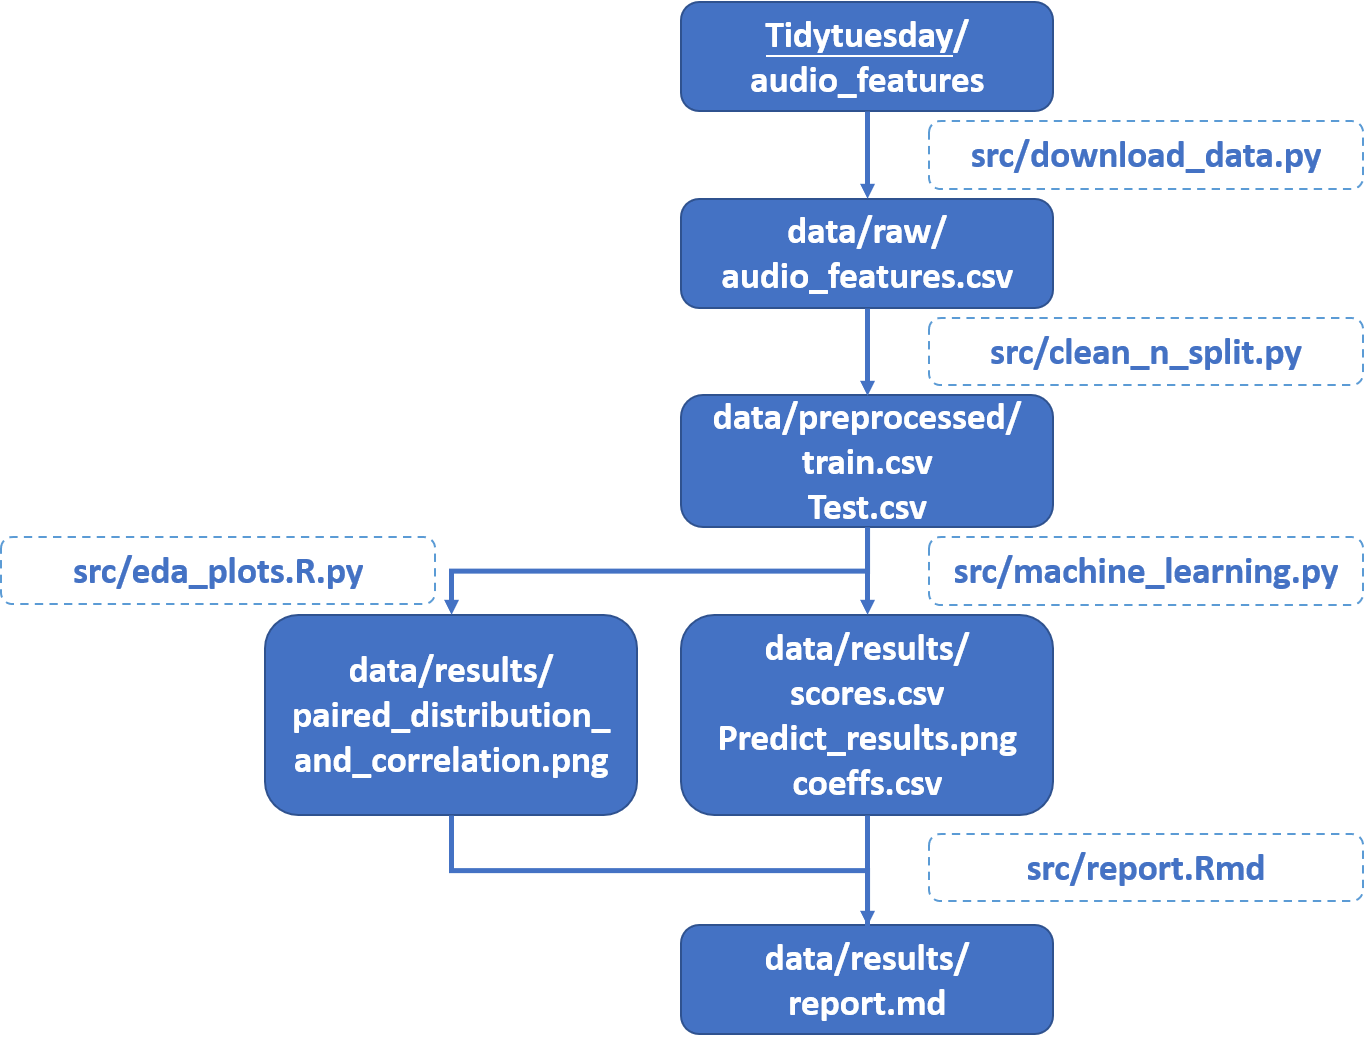 Tidytuesday/
audio_features
src/download_data.py
data/raw/
audio_features.csv
src/clean_n_split.py
data/preprocessed/
train.csv
Test.csv
src/eda_plots.R.py
src/machine_learning.py
data/results/
paired_distribution_
and_correlation.png
data/results/
scores.csv
Predict_results.png
coeffs.csv
src/report.Rmd
data/results/
report.md